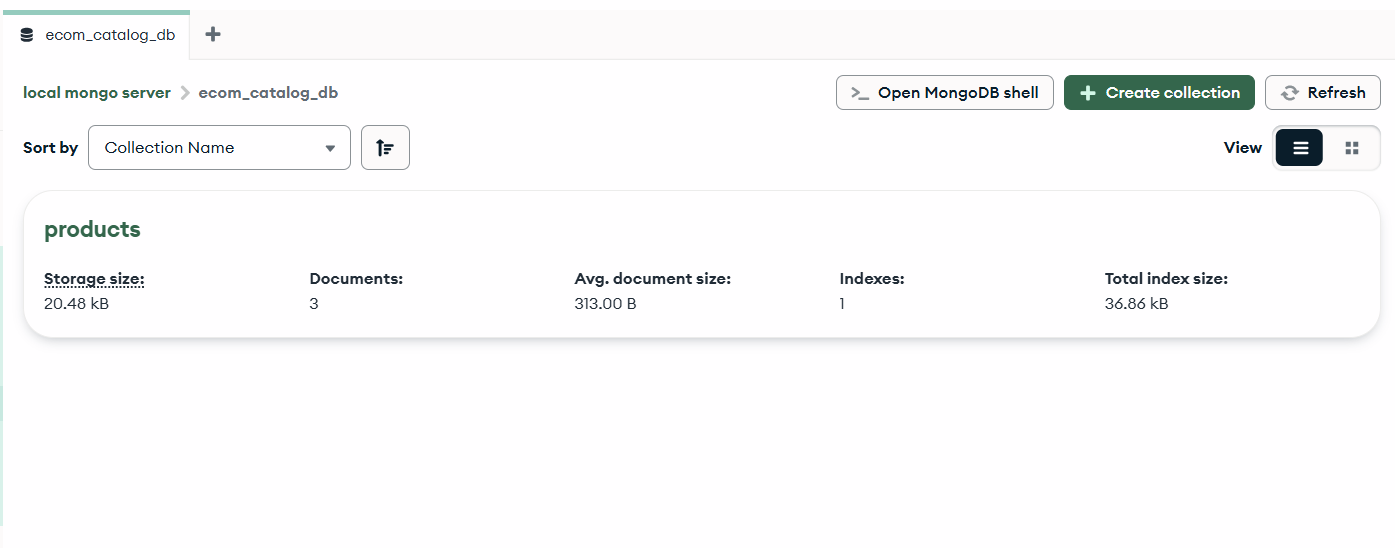 ecom_catalog_db
local mongo server > ecom_catalog_db
>_ Open MongoDB shell
+ Create collection
Refresh
Sort by
Collection Name
View
products
Storage size: Documents: Avg. document size: Indexes: Total index size:
20.48 kB 3 313.00 B 1 36.86 kB